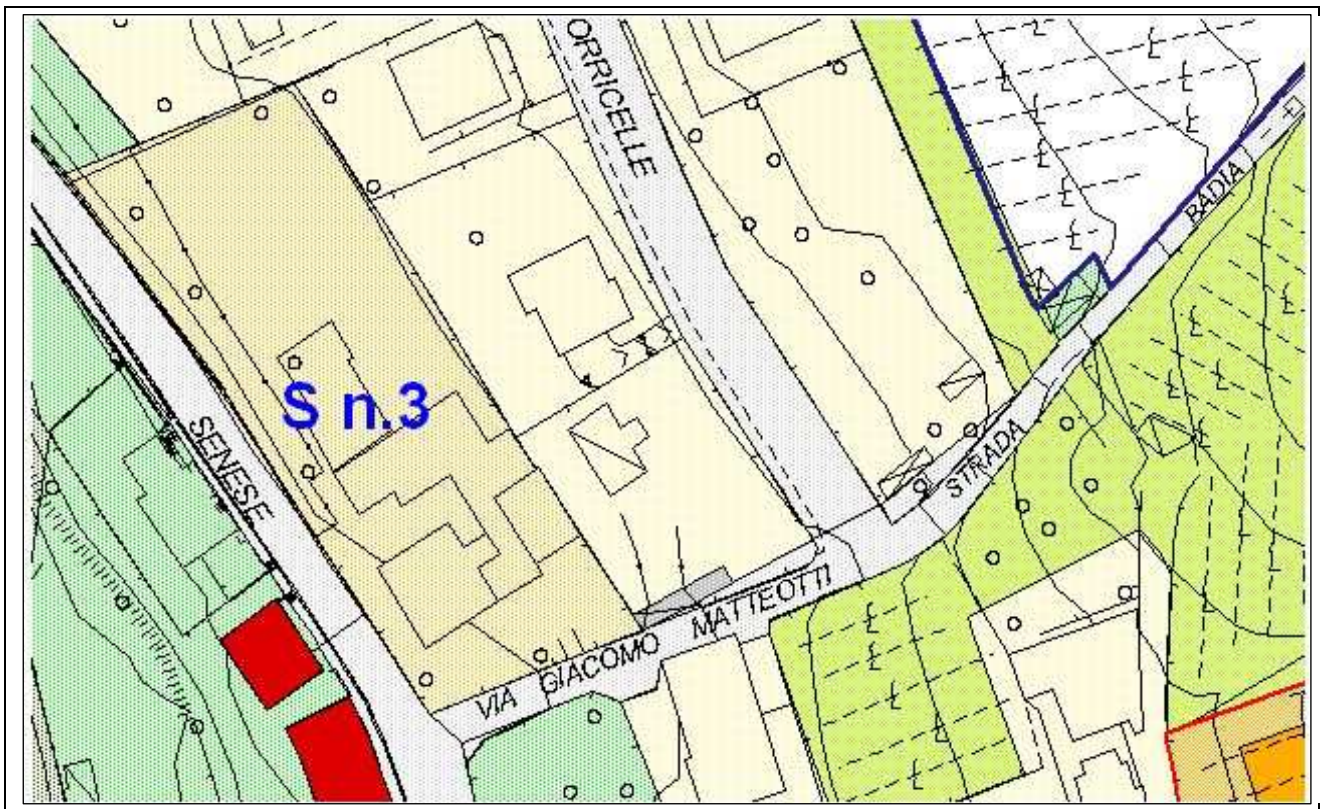 ORRICELLE
BADIA
S n.3
SENESE
STRADA
VIA GIACOMO MATTEOTTI